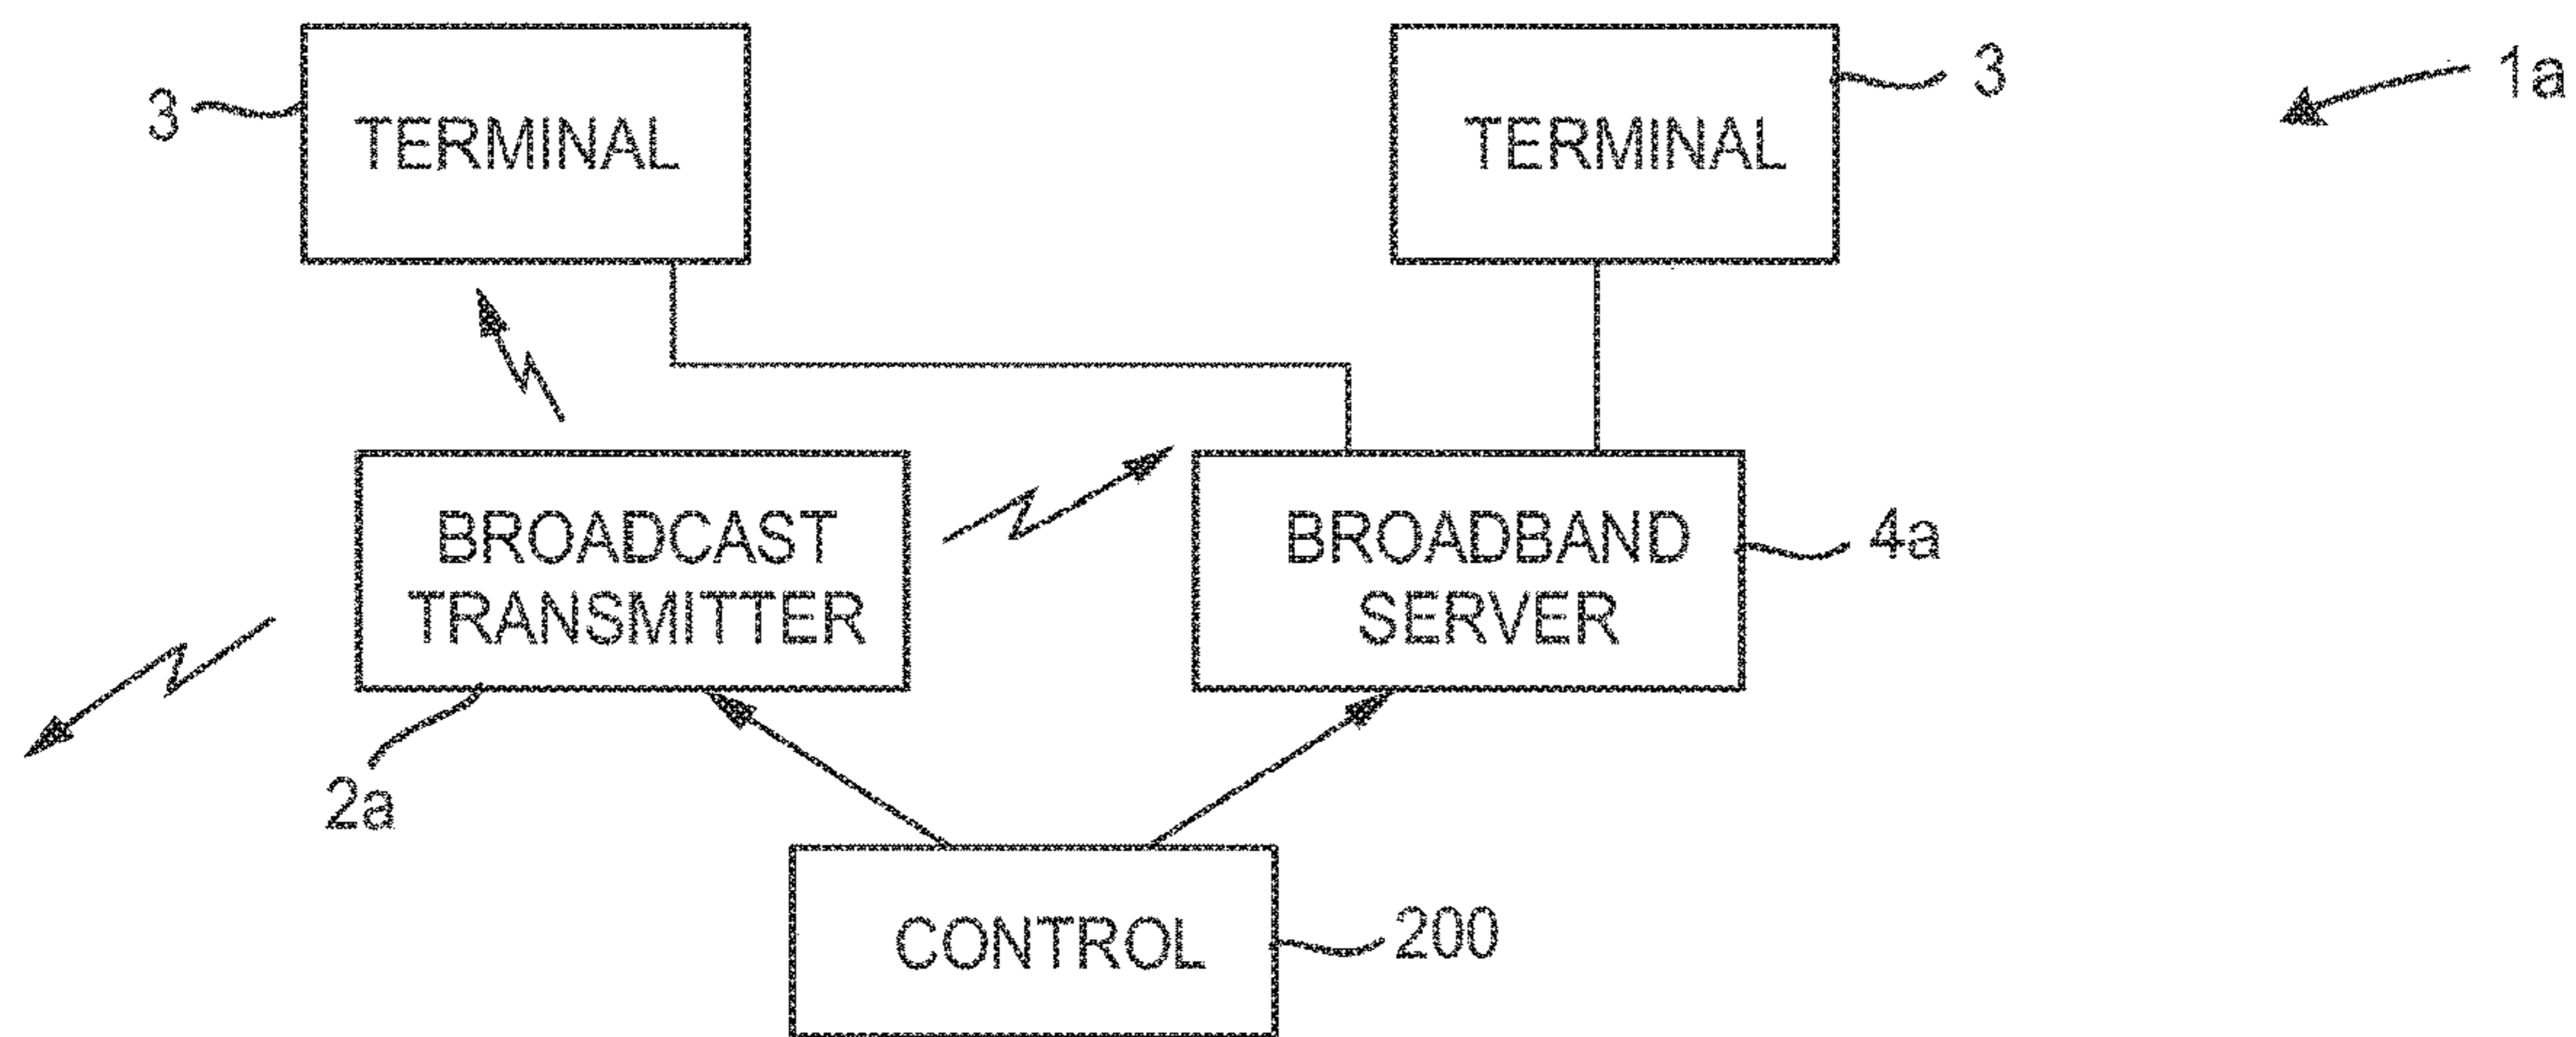 3
TERMINAL
TERMINAL
3
1a
BROADCAST
TRANSMITTER
2a
BROADBAND
SERVER
4a
CONTROL
200